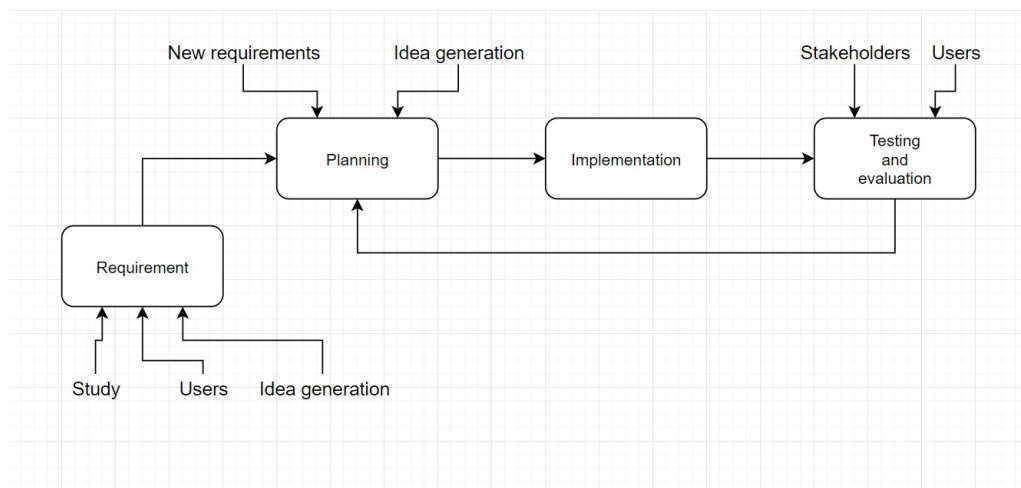 New requirements
Idea generation
Stakeholders
Users
Planning
Implementation
Testing
and
evaluation
Requirement
Study
Users
Idea generation